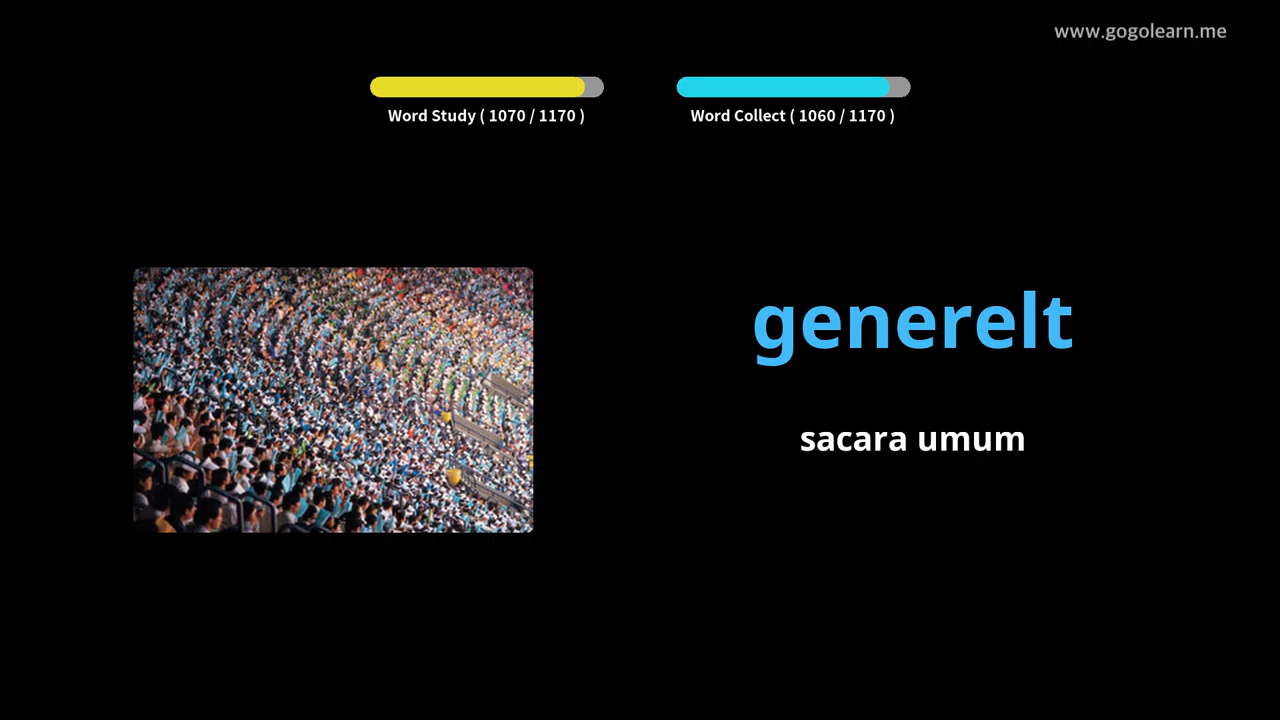 www.gogolearn.me
Word Study ( 1070 / 1170 )
Word Collect ( 1060 / 1170 )
generelt
sacara umum